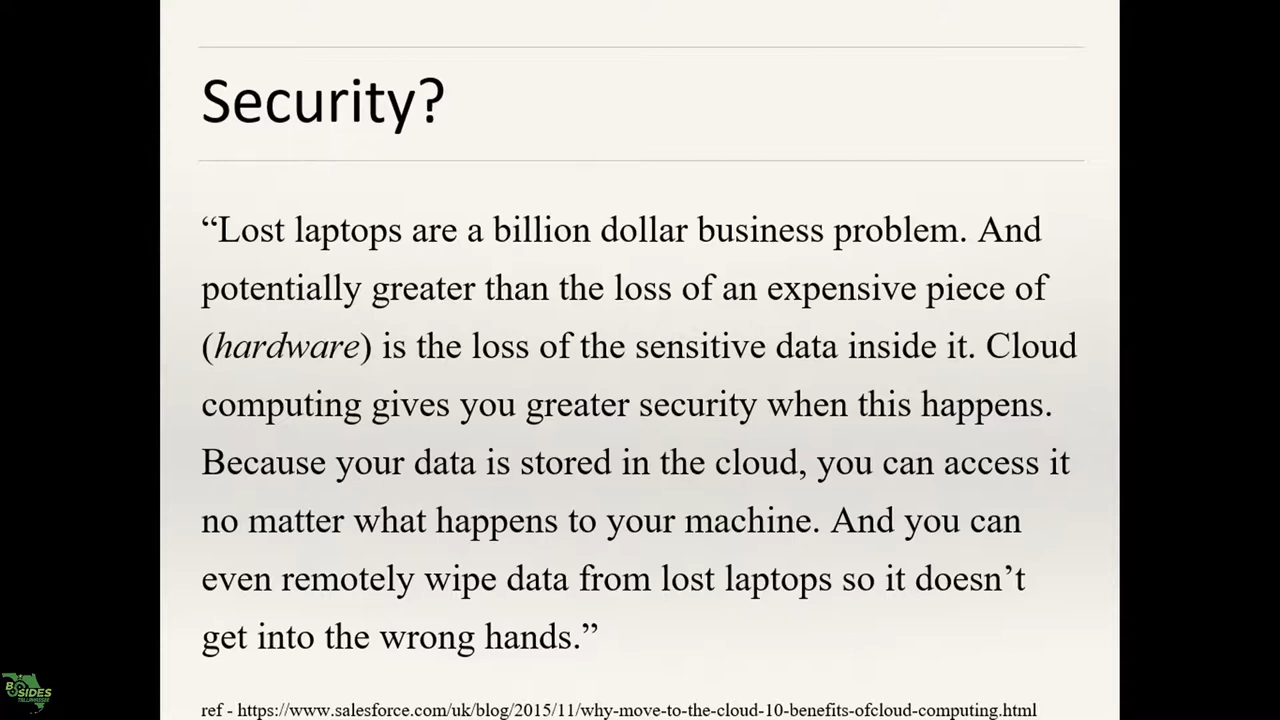 Security?
“Lost laptops are a billion dollar business problem. And
potentially greater than the loss of an expensive piece of
(hardware) is the loss of the sensitive data inside it. Cloud
computing gives you greater security when this happens.
Because your data is stored in the cloud, you can access it
no matter what happens to your machine. And you can
even remotely wipe data from lost laptops so it doesn’t
get into the wrong hands.”
ref - https://www.salesforce.com/uk/blog/2015/11/why-move-to-the-cloud-10-benefits-ofcloud-computing.html
BSIDES
TALLAHASSEE